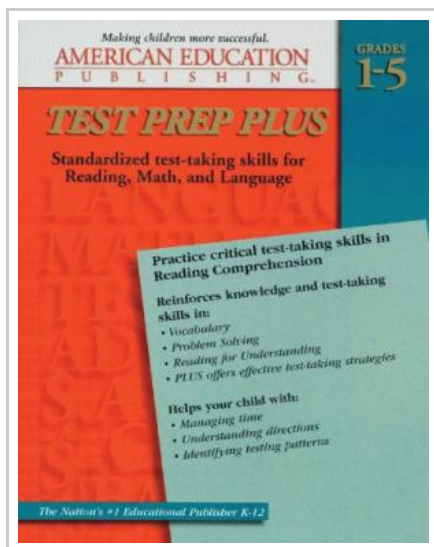 Making children more successful.
AMERICAN EDUCATION
PUBLISHING
GRADES
1-5
TEST PREP PLUS
Standardized test-taking skills for
Reading, Math, and Language
Practice critical test-taking skills in
Reading Comprehension
Reinforces knowledge and test-taking
skills in:
• Vocabulary
• Problem Solving
• Reading for Understanding
• PLUS offers effective test-taking strategies
Helps your child with:
• Managing time
• Understanding directions
• Identifying testing patterns
The Nation's #1 Educational Publisher K-12